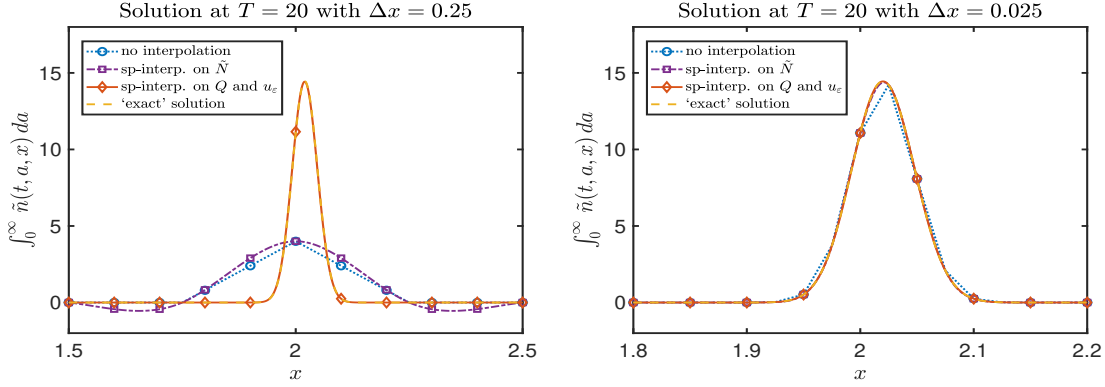 Solution at T = 20 with Δx = 0.25
no interpolation
sp-interp. on Ñ
sp-interp. on Q and u_ε
‘exact’ solution
15
10
5
0
∫_0^∞ ñ(t, a, x) da
1.5
2
2.5
x
Solution at T = 20 with Δx = 0.025
no interpolation
sp-interp. on Ñ
sp-interp. on Q and u_ε
‘exact’ solution
15
10
5
0
∫_0^∞ ñ(t, a, x) da
1.8
1.9
2
2.1
2.2
x